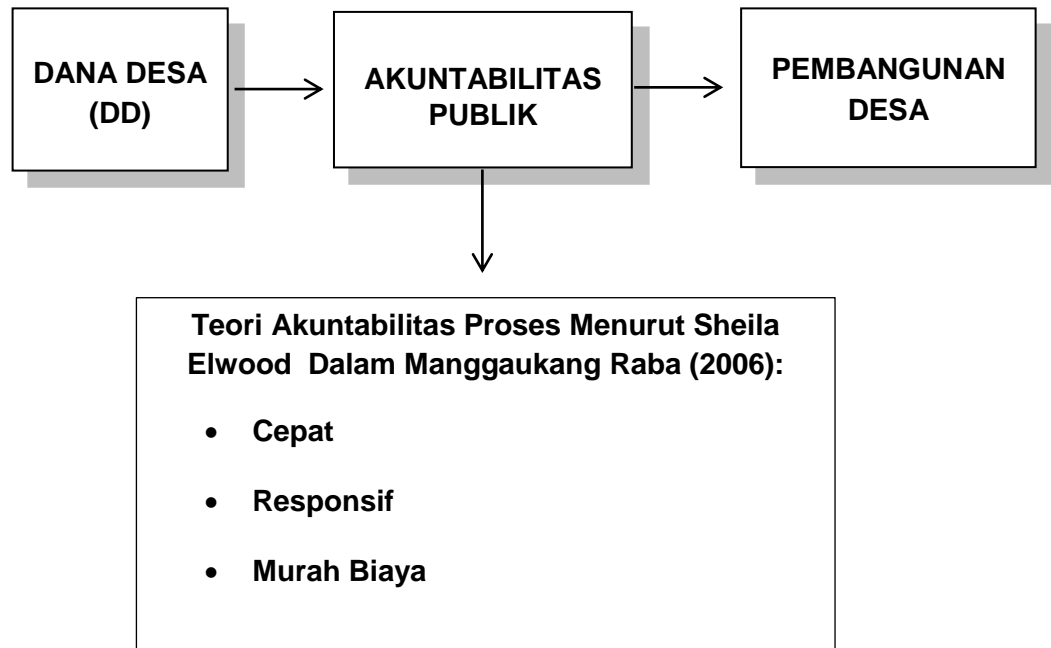 DANA DESA
(DD)
AKUNTABILITAS
PUBLIK
PEMBANGUNAN
DESA
Teori Akuntabilitas Proses Menurut Sheila
Elwood Dalam Manggaukang Raba (2006):
• Cepat
• Responsif
• Murah Biaya